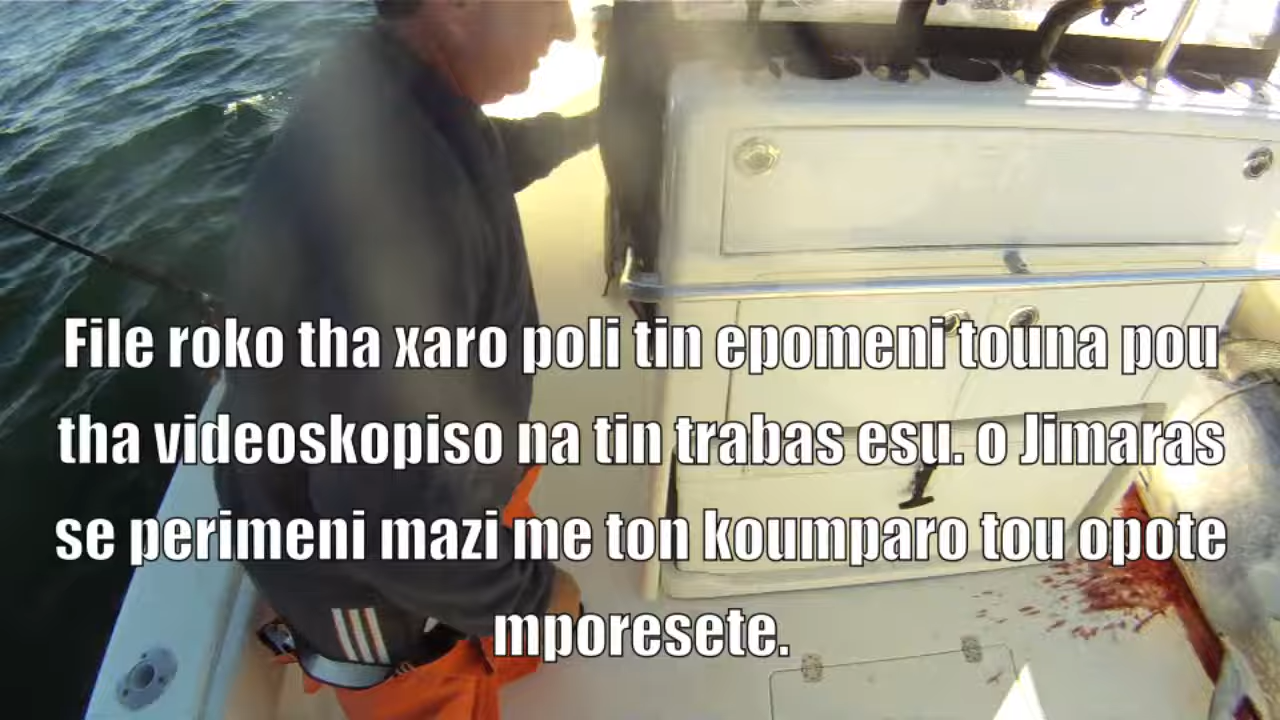 File roko tha xaro poli tin epomeni touna pou
tha videoskopiso na tin trabas esu. o Jimaras
se perimeni mazi me ton koumparo tou opote
mporesete.